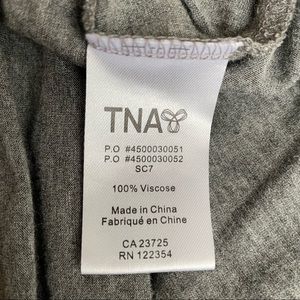 TNA
P.O #4500030051
P.O #4500030052
SC7
100% Viscose
Made in China
Fabriqué en Chine
CA 23725
RN 122354